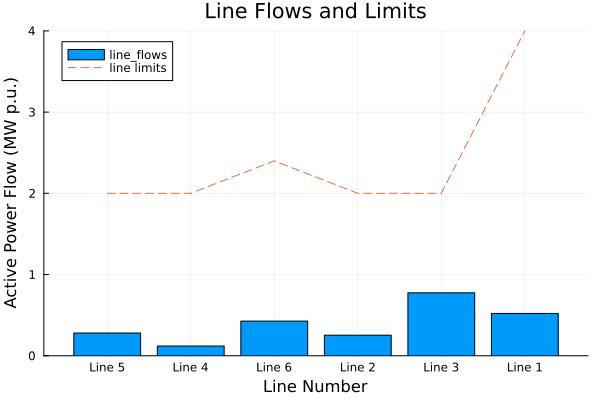 Line Flows and Limits
line_flows
line limits
Active Power Flow (MW p.u.)
4
3
2
1
0
Line 5 Line 4 Line 6 Line 2 Line 3 Line 1
Line Number